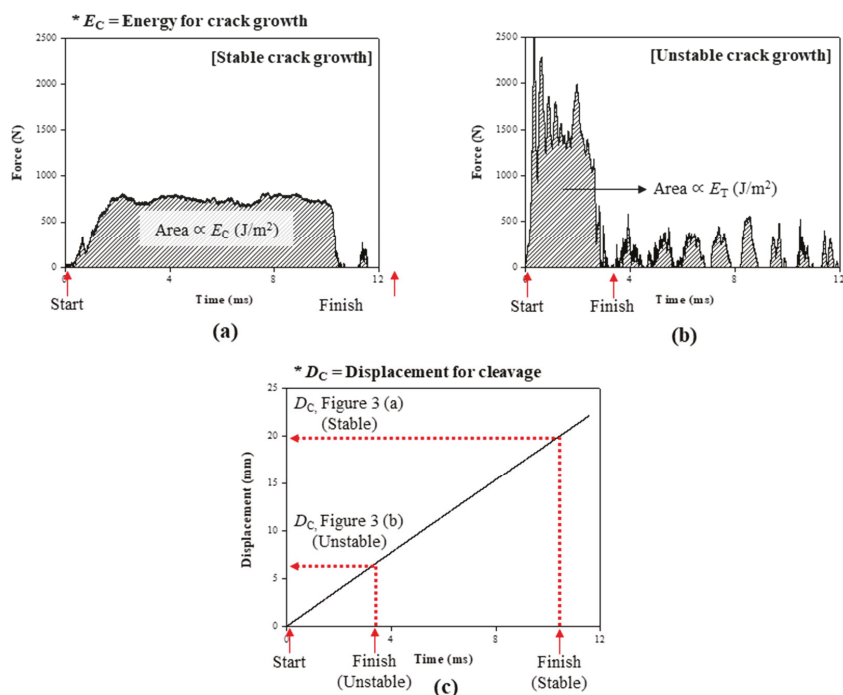 * EC = Energy for crack growth
[Stable crack growth]
Force (N)
2500
2000
1500
1000
500
0
Area ∝ EC (J/m²)
0
4
8
12
Start
Time (ms)
Finish
(a)
[Unstable crack growth]
Force (N)
2500
2000
1500
1000
500
0
Area ∝ ET (J/m²)
0
4
8
12
Start
Finish
Time (ms)
(b)
* DC = Displacement for cleavage
Displacement (mm)
25
20
15
10
5
0
DC, Figure 3 (a)
(Stable)
DC, Figure 3 (b)
(Unstable)
0
4
8
12
Start
Finish
(Unstable)
Time (ms)
Finish
(Stable)
(c)